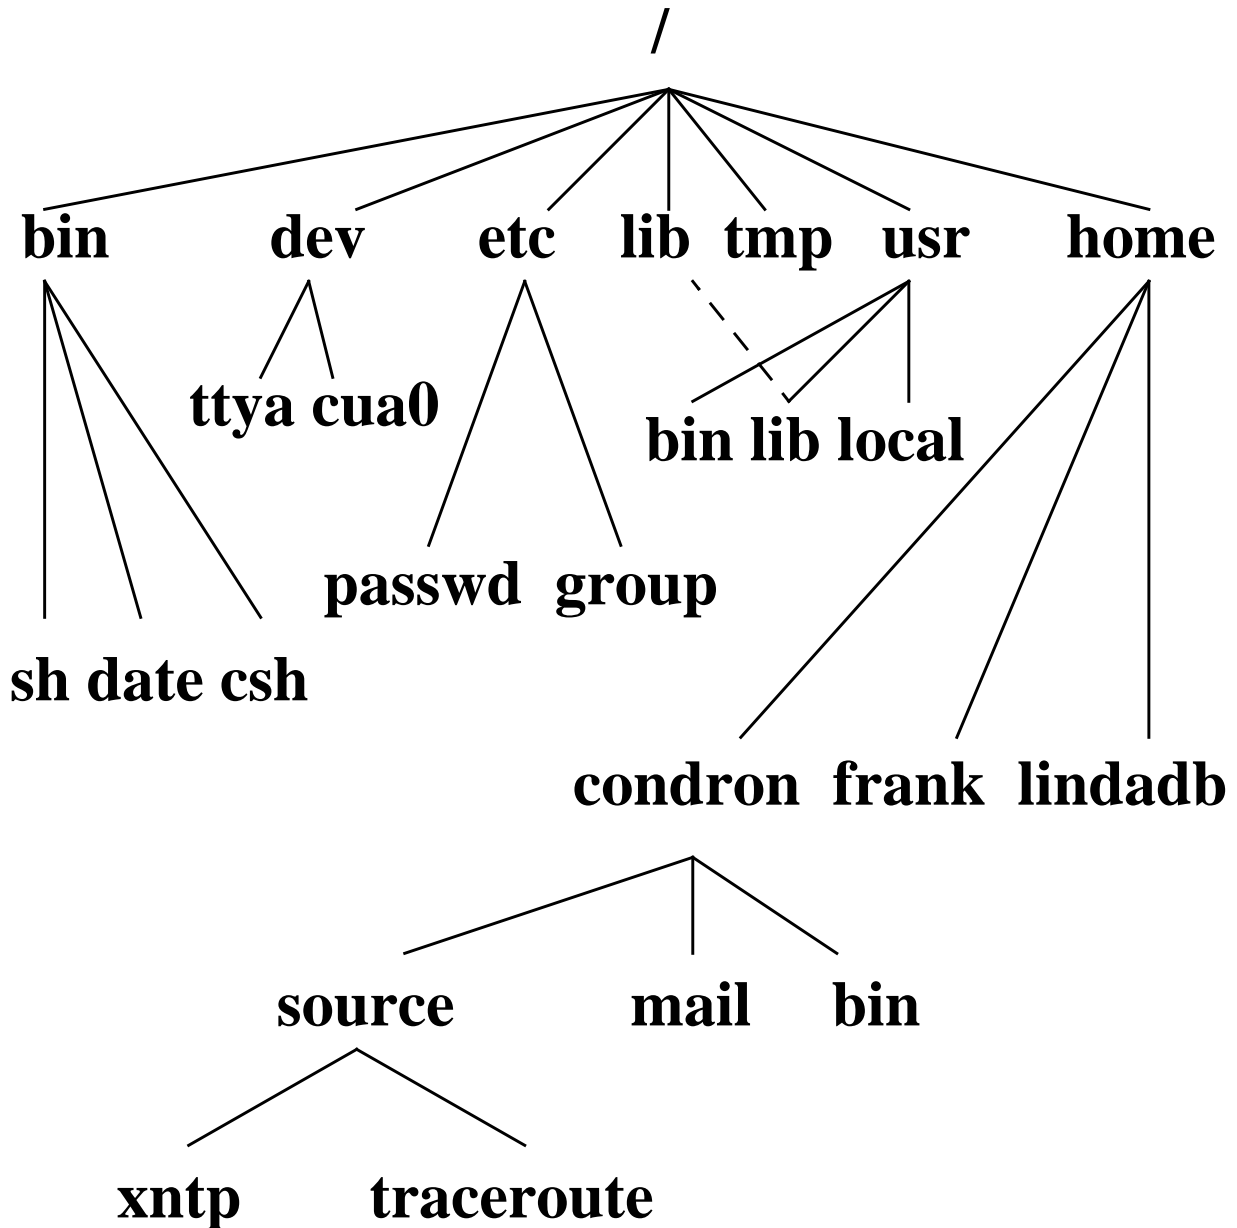 /
bin dev etc lib tmp usr home
ttya cua0
bin lib local
passwd group
sh date csh
condron frank lindadb
source mail bin
xntp traceroute